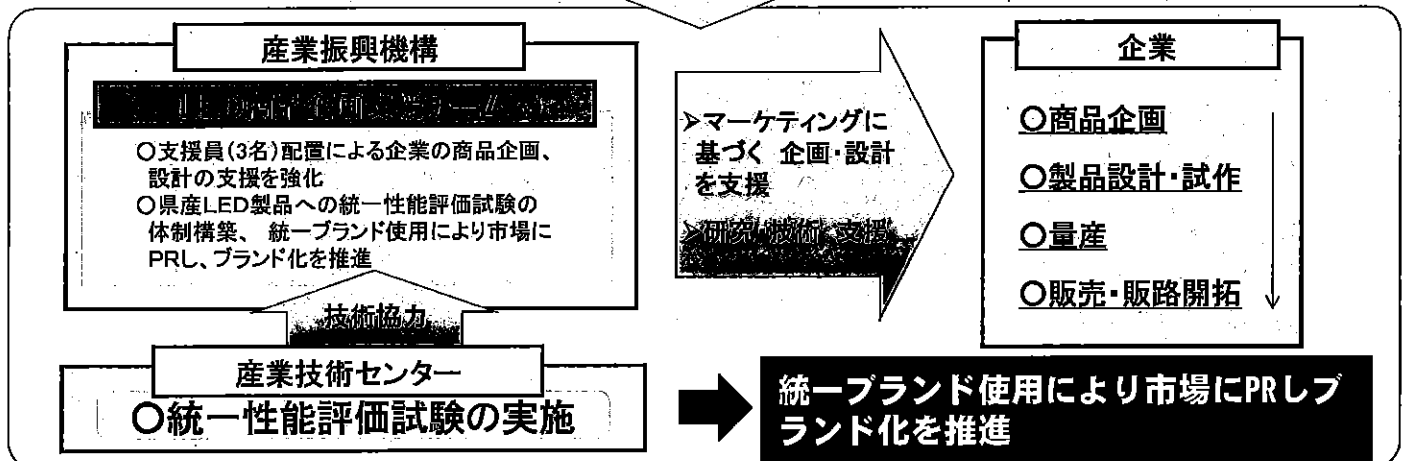 産業振興機構
○支援員(3名)配置による企業の商品企画、
設計の支援を強化
○県産LED製品への統一性能評価試験の
体制構築、 統一ブランド使用により市場に
PRし、ブランド化を推進
技術協力
産業技術センター
○統一性能評価試験の実施
➢マーケティングに
基づく 企画・設計
を支援
➢研究・技術 支援
企業
○商品企画
○製品設計・試作
○量産
○販売・販路開拓
統一ブランド使用により市場にPRしブ
ランド化を推進